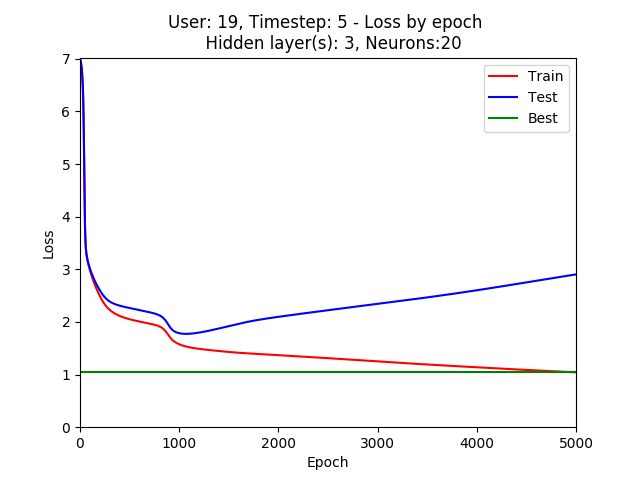 User: 19, Timestep: 5 - Loss by epoch
Hidden layer(s): 3, Neurons:20
7
6
5
4
3
2
1
0
Loss
Train
Test
Best
0 1000 2000 3000 4000 5000
Epoch